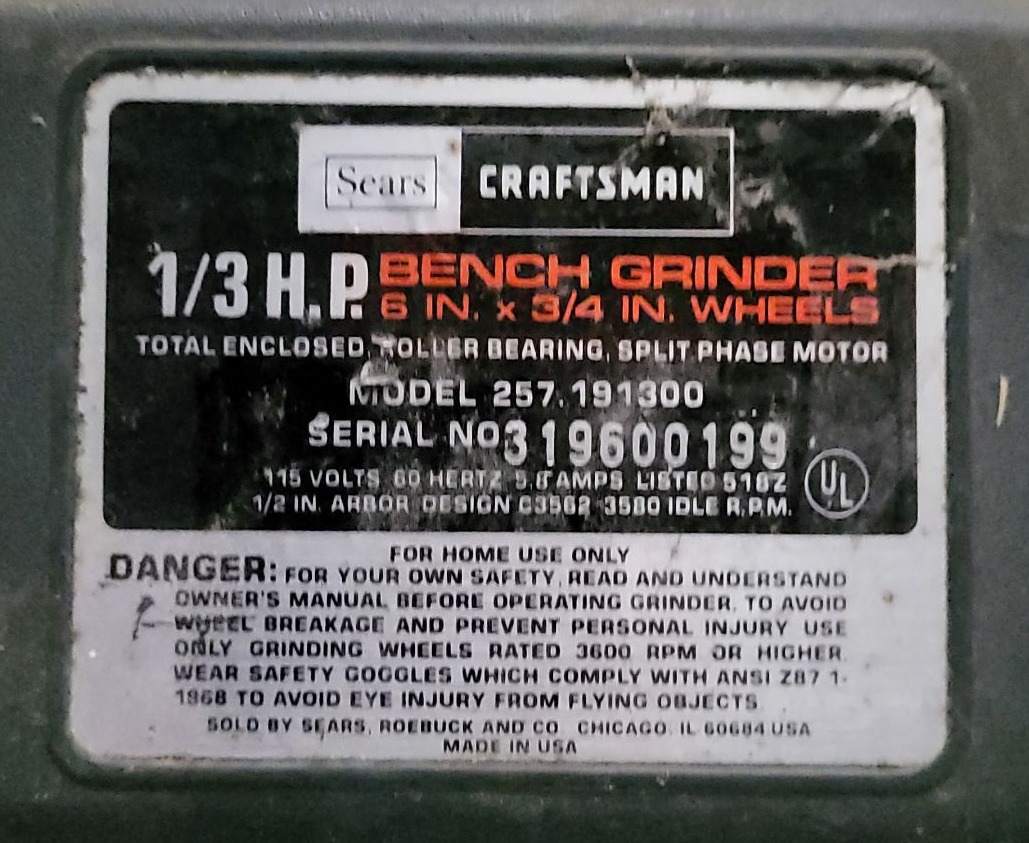 Sears CRAFTSMAN
1/3 H.P. BENCH GRINDER
6 IN. x 3/4 IN. WHEELS
TOTAL ENCLOSED, ROLLER BEARING, SPLIT PHASE MOTOR
MODEL 257.191300
SERIAL NO 319600199
115 VOLTS 60 HERTZ AMPS LISTED 516Z
1/2 IN. ARBOR DESIGN C3562 3580 IDLE R.P.M.
UL
FOR HOME USE ONLY
DANGER: FOR YOUR OWN SAFETY, READ AND UNDERSTAND
OWNER'S MANUAL BEFORE OPERATING GRINDER. TO AVOID
WHEEL BREAKAGE AND PREVENT PERSONAL INJURY USE
ONLY GRINDING WHEELS RATED 3600 RPM OR HIGHER.
WEAR SAFETY GOGGLES WHICH COMPLY WITH ANSI Z87 1-
1968 TO AVOID EYE INJURY FROM FLYING OBJECTS
SOLD BY SEARS, ROEBUCK AND CO. CHICAGO. IL 60684 USA
MADE IN USA